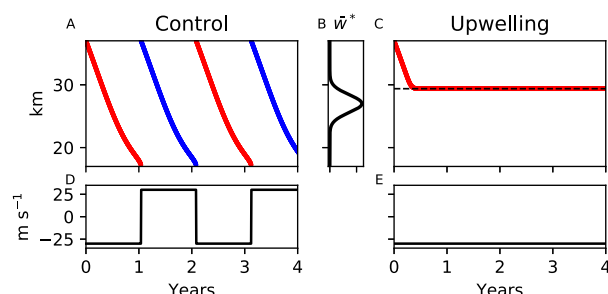 A Control B w̄* C Upwelling
km
30
20
D E
m s⁻¹
25
0
−25
0 1 2 3 4 0 1 2 3 4
Years Years